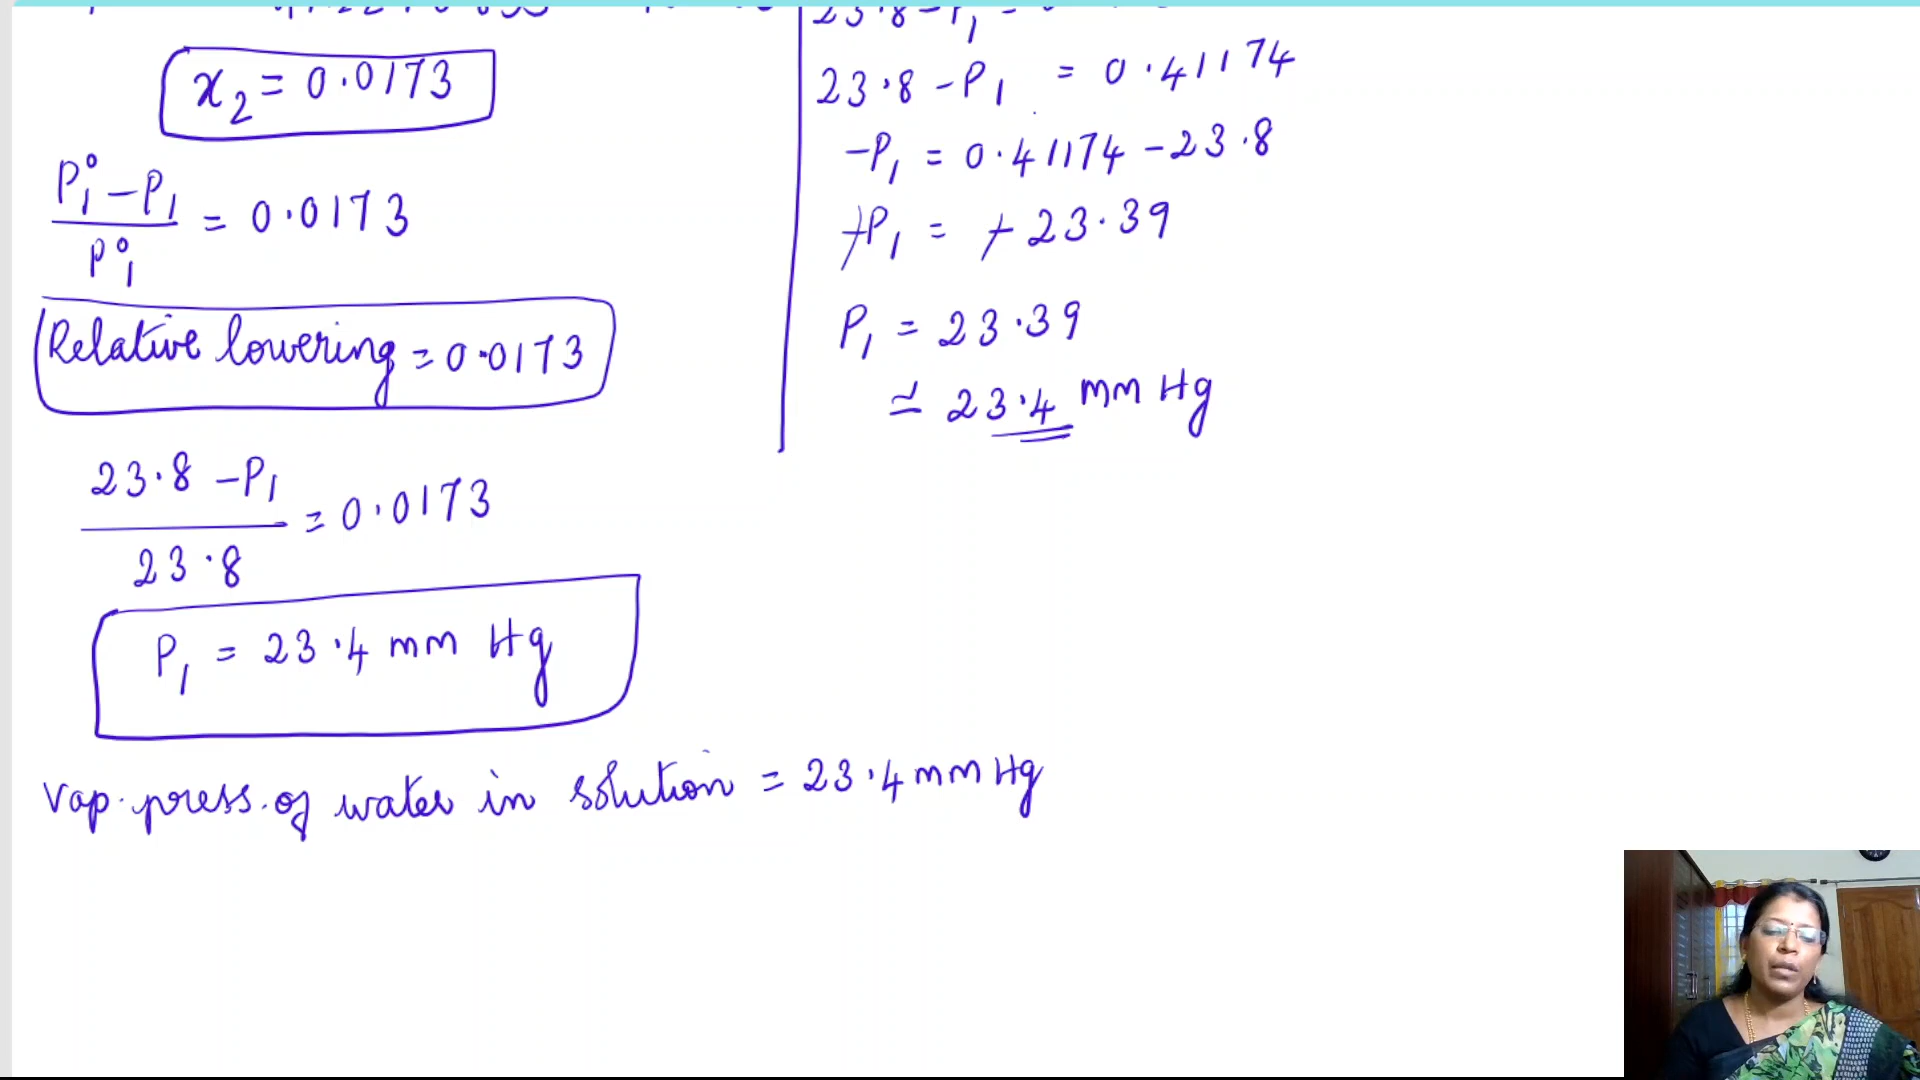 x₂ = 0.0173
P₁° - P₁ / P₁° = 0.0173
Relative lowering = 0.0173
23.8 - P₁ / 23.8 = 0.0173
P₁ = 23.4 mm Hg
Vap. press. of water in solution = 23.4 mm Hg
23.8 - P₁ = 0.41174
-P₁ = 0.41174 - 23.8
-P₁ = -23.39
P₁ = 23.39
≃ 23.4 mm Hg